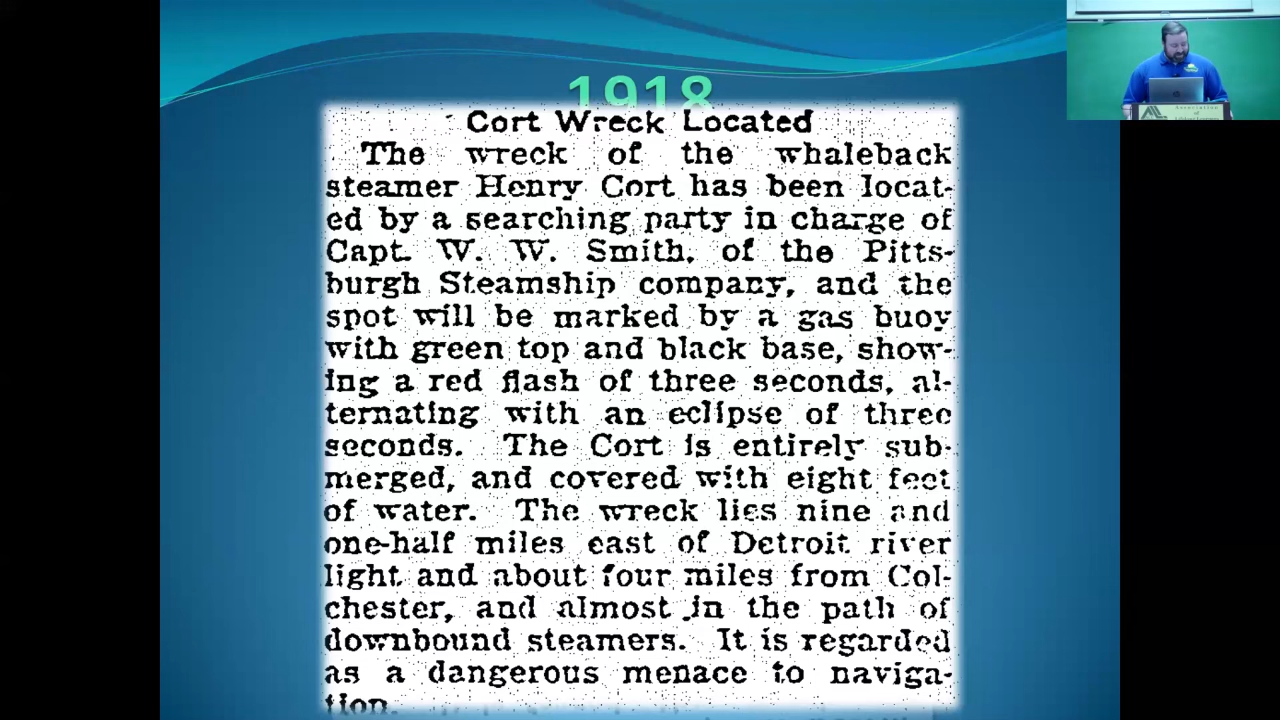 1918
Cort Wreck Located
The wreck of the whaleback
steamer Henry Cort has been locat-
ed by a searching party in charge of
Capt. W. W. Smith, of the Pitts-
burgh Steamship company, and the
spot will be marked by a gas buoy
with green top and black base, show-
ing a red flash of three seconds, al-
ternating with an eclipse of three
seconds. The Cort is entirely sub-
merged, and covered with eight feet
of water. The wreck lies nine and
one-half miles east of Detroit river
light and about four miles from Col-
chester, and almost in the path of
downbound steamers. It is regarded
as a dangerous menace to naviga-
tion.
Association
of